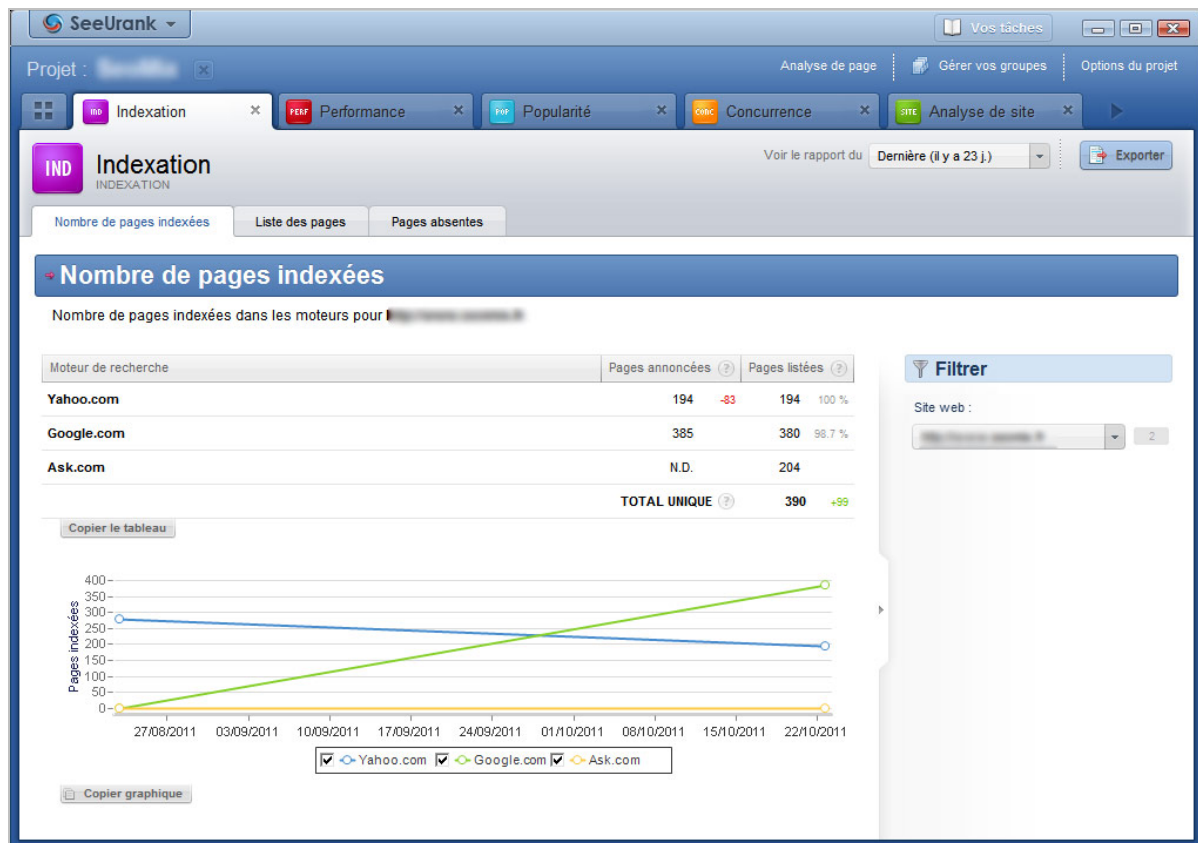 SeeUrank
Vos tâches
Projet :
Analyse de page
Gérer vos groupes
Options du projet
IND Indexation
PERF Performance
POP Popularité
CONC Concurrence
SITE Analyse de site
IND
Indexation
INDEXATION
Voir le rapport du Dernière (il y a 23 j.)
Exporter
Nombre de pages indexées
Liste des pages
Pages absentes
Nombre de pages indexées
Nombre de pages indexées dans les moteurs pour
Moteur de recherche Pages annoncées ? Pages listées ?
Yahoo.com 194 -83 194 100 %
Google.com 385 380 98.7 %
Ask.com N.D. 204
TOTAL UNIQUE ? 390 +99
Copier le tableau
Filtrer
Site web :
2
Pages indexées
400
350
300
250
200
150
100
50
0
27/08/2011 03/09/2011 10/09/2011 17/09/2011 24/09/2011 01/10/2011 08/10/2011 15/10/2011 22/10/2011
Yahoo.com Google.com Ask.com
Copier graphique